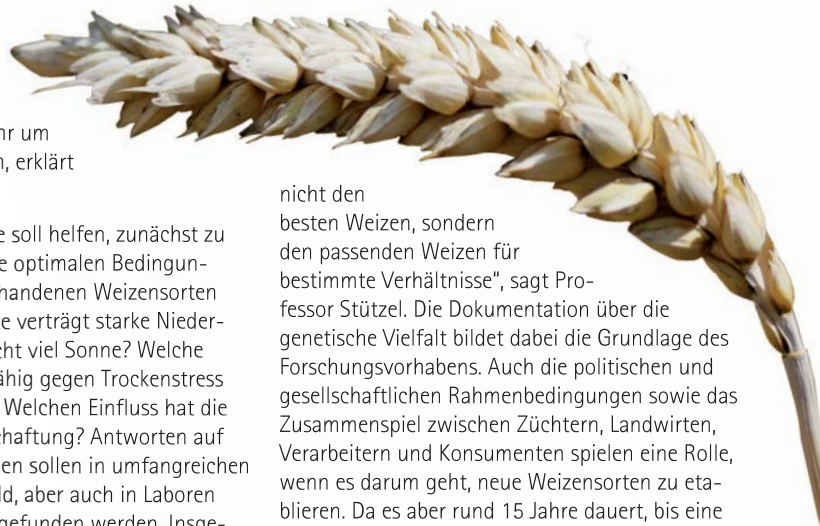 um
erklärt
soll helfen, zunächst zu
optimalen Bedingun-
Weizensorten
verträgt starke Nieder-
viel Sonne? Welche
gegen Trockenstress
Welchen Einfluss hat die
Antworten auf
sollen in umfangreichen
aber auch in Laboren
gefunden werden. Insge-
nicht den
besten Weizen, sondern
den passenden Weizen für
bestimmte Verhältnisse“, sagt Pro-
fessor Stützel. Die Dokumentation über die
genetische Vielfalt bildet dabei die Grundlage des
Forschungsvorhabens. Auch die politischen und
gesellschaftlichen Rahmenbedingungen sowie das
Zusammenspiel zwischen Züchtern, Landwirten,
Verarbeitern und Konsumenten spielen eine Rolle,
wenn es darum geht, neue Weizensorten zu eta-
blieren. Da es aber rund 15 Jahre dauert, bis eine